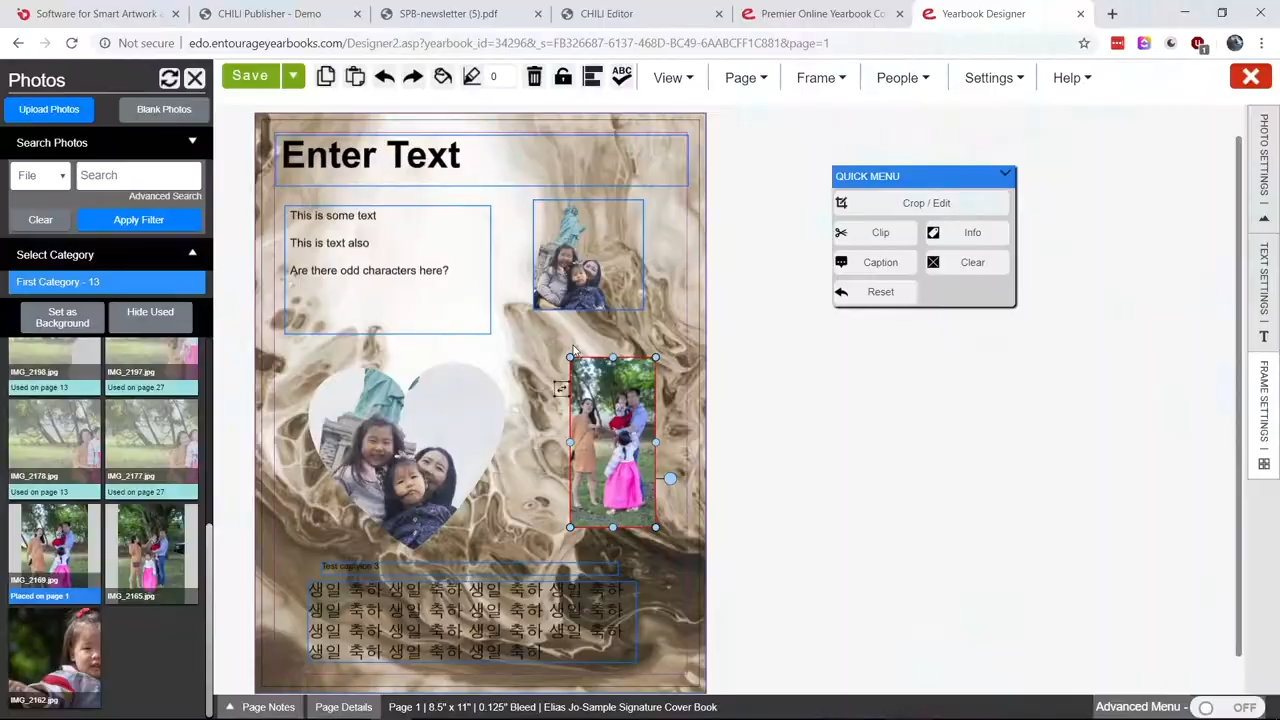 Software for Smart Artwork
CHILI Publisher - Demo
SPB-newsletter (5).pdf
CHILI Editor
Premier Online Yearbook Co
Yearbook Designer
Not secure
edo.entourageyearbooks.com/Designer2.asp?yearbook_id=34296&_s=FB326687-6137-468D-BC49-6AABCFF1C881&page=1
Photos
Save
0
ABC
View
Page
Frame
People
Settings
Help
Upload Photos
Blank Photos
Search Photos
File
Search
Advanced Search
Clear
Apply Filter
Select Category
First Category - 13
Set as Background
Hide Used
IMG_2198.jpg
IMG_2197.jpg
Used on page 13
Used on page 27
IMG_2178.jpg
IMG_2177.jpg
Used on page 13
Used on page 27
IMG_2169.jpg
IMG_2165.jpg
Placed on page 1
IMG_2162.jpg
Enter Text
This is some text
This is text also
Are there odd characters here?
생일 축하 생일 축하 생일 축하 생일 축하
생일 축하 생일 축하 생일 축하 생일 축하
생일 축하 생일 축하 생일 축하 생일 축하
생일 축하 생일 축하 생일 축하
QUICK MENU
Crop / Edit
Clip
Info
Caption
Clear
Reset
PHOTO SETTINGS
TEXT SETTINGS
T
FRAME SETTINGS
Page Notes
Page Details
Page 1 | 8.5" x 11" | 0.125" Bleed | Elias Jo-Sample Signature Cover Book
Advanced Menu -
OFF